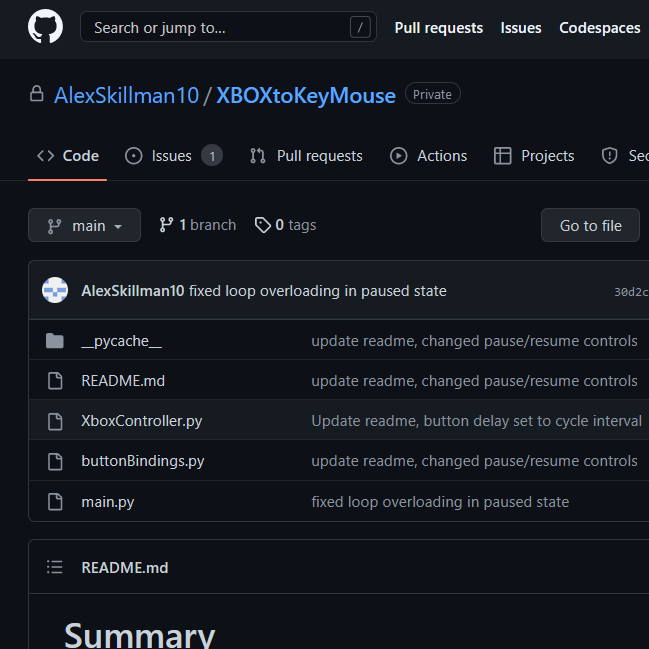 Search or jump to... / Pull requests Issues Codespaces
AlexSkillman10 / XBOXtoKeyMouse Private
Code Issues 1 Pull requests Actions Projects Sec
main 1 branch 0 tags Go to file
AlexSkillman10 fixed loop overloading in paused state 30d2c
__pycache__ update readme, changed pause/resume controls
README.md update readme, changed pause/resume controls
XboxController.py Update readme, button delay set to cycle interval
buttonBindings.py update readme, changed pause/resume controls
main.py fixed loop overloading in paused state
README.md
Summary